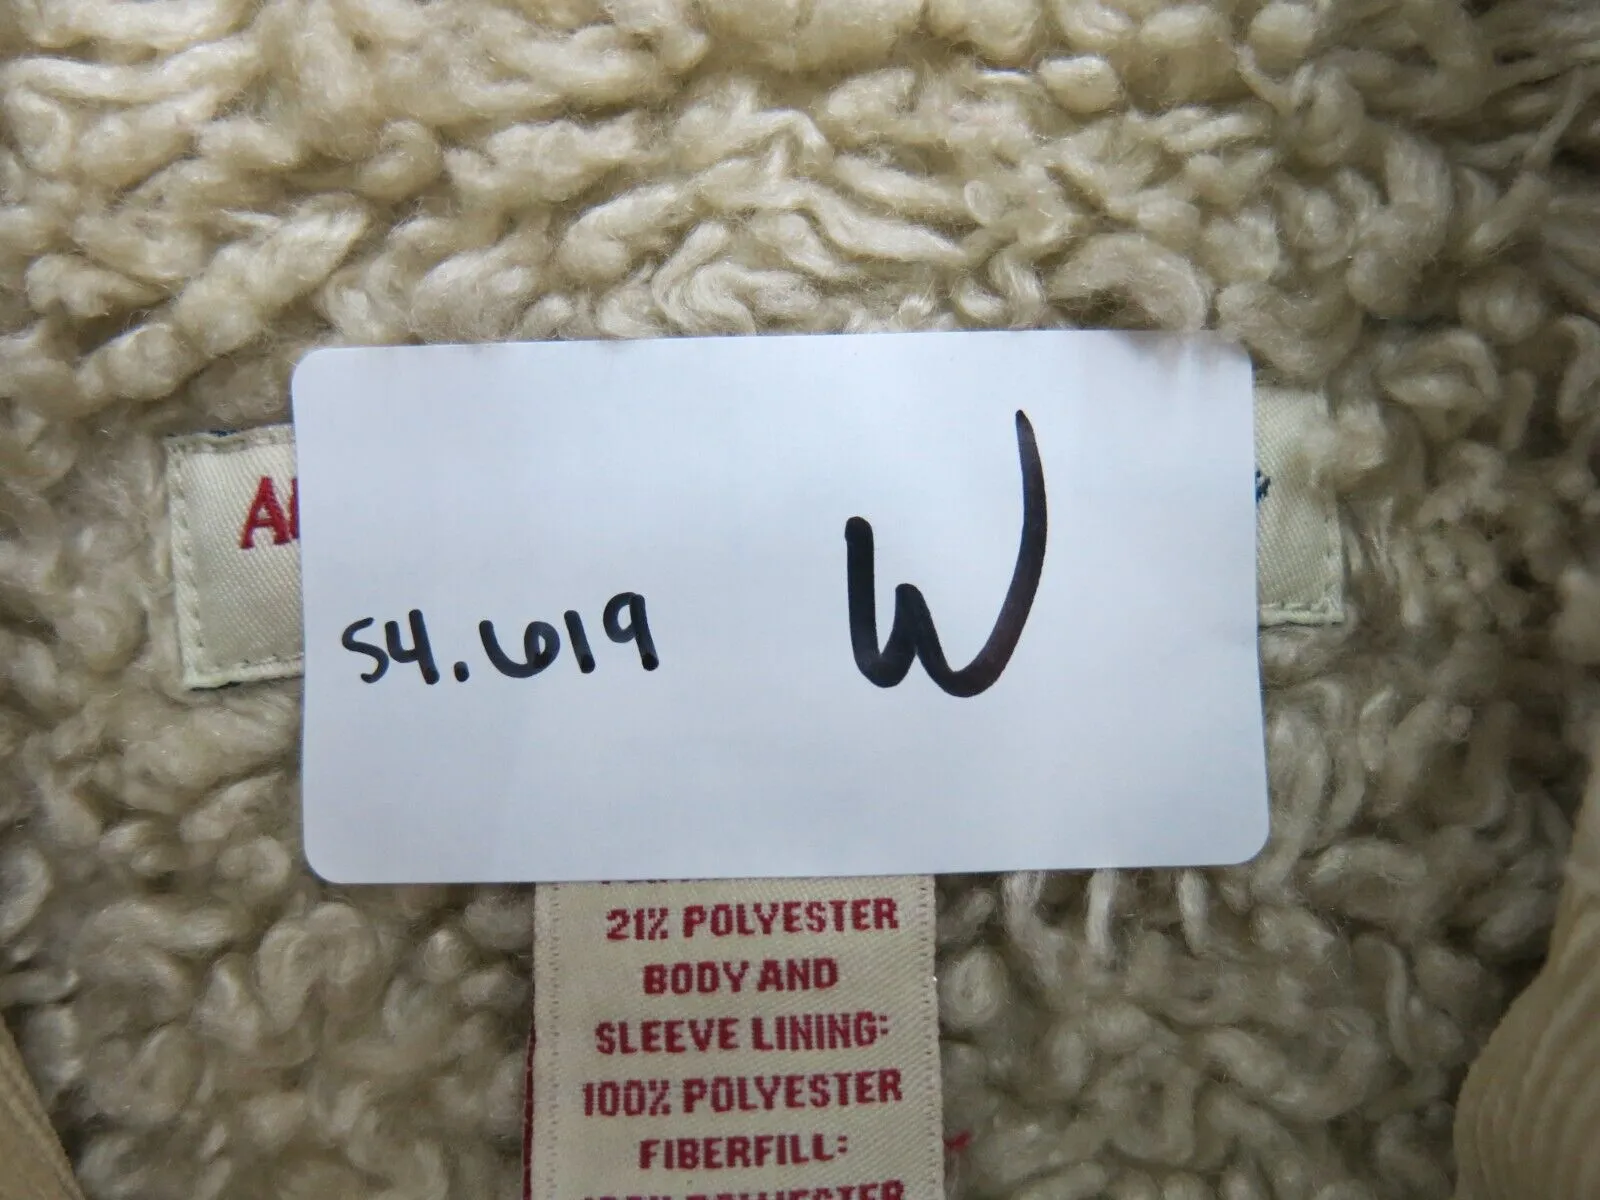 54.619 W
21% POLYESTER
BODY AND
SLEEVE LINING:
100% POLYESTER
FIBERFILL: